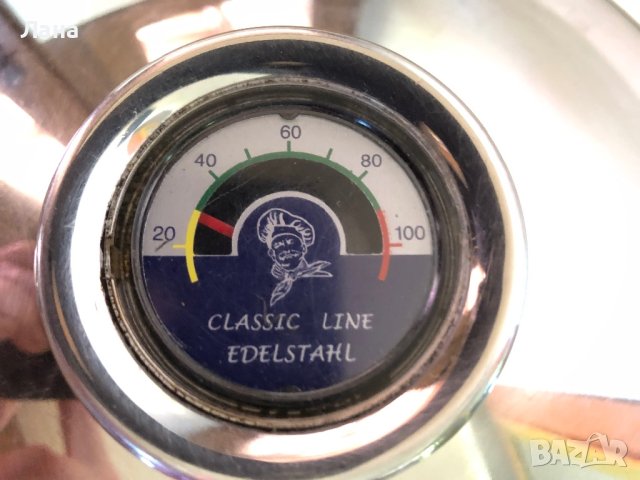 Лана
60
40
80
20
100
CLASSIC LINE
EDELSTAHL
BAZAR